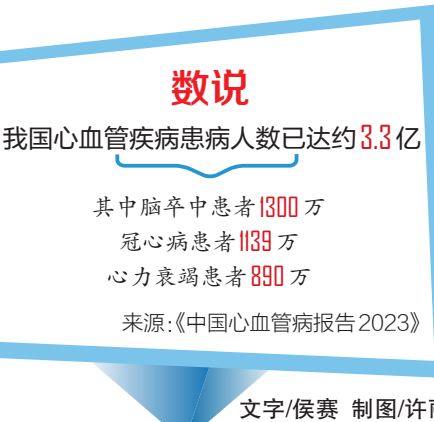 数说
我国心血管疾病患病人数已达约3.3亿
其中脑卒中患者1300万
冠心病患者1139万
心力衰竭患者890万
来源:《中国心血管病报告2023》
文字/侯赛 制图/许